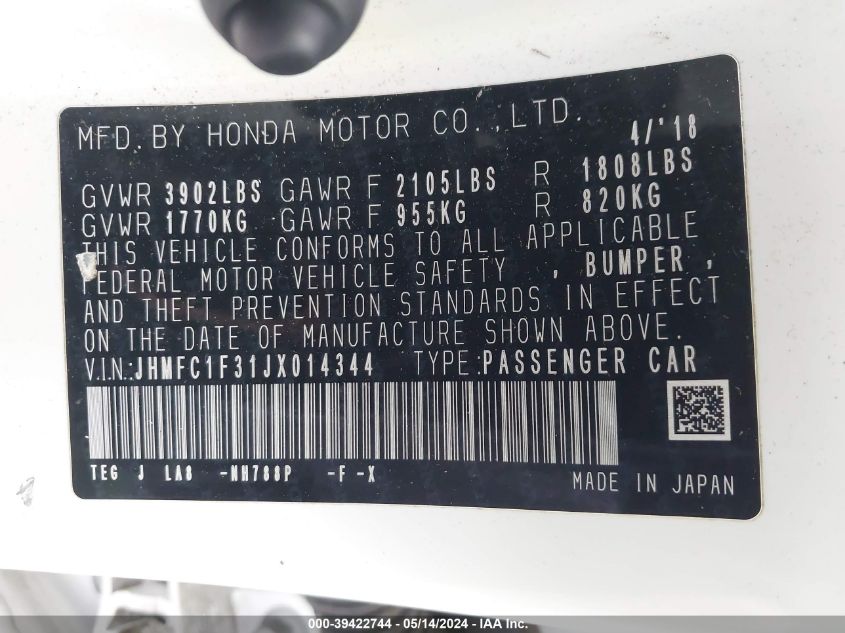 MFD. BY HONDA MOTOR CO., LTD. 4/'18
GVWR 3902LBS GAWR F 2105LBS R 1808LBS
GVWR 1770KG GAWR F 955KG R 820KG
THIS VEHICLE CONFORMS TO ALL APPLICABLE
FEDERAL MOTOR VEHICLE SAFETY , BUMPER ,
AND THEFT PREVENTION STANDARDS IN EFFECT
ON THE DATE OF MANUFACTURE SHOWN ABOVE.
V.I.N.:JHMFC1F31JX014344 TYPE:PASSENGER CAR
TEG J LA8 -NH788P -F -X
MADE IN JAPAN
000-39422744 / 05/14/2024 / IAA Inc.